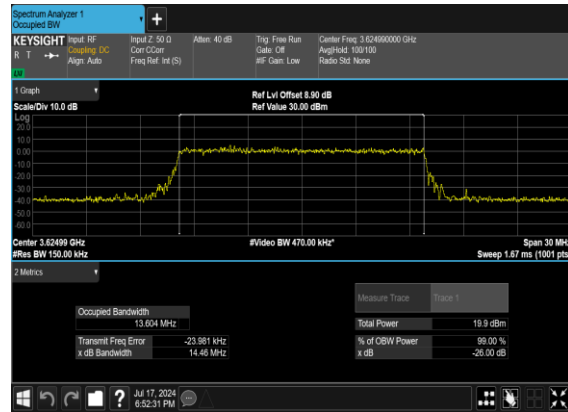 Spectrum Analyzer 1
Occupied BW
+
KEYSIGHT Input: RF Input Z: 50 Ω Atten: 40 dB Trig: Free Run Center Freq: 3.624990000 GHz
R T Coupling: DC Corr CCorr Gate: Off Avg|Hold: 100/100
Align: Auto Freq Ref: Int (S) #IF Gain: Low Radio Std: None
LXI
1 Graph
Ref Lvl Offset 8.90 dB
Scale/Div 10.0 dB Ref Value 30.00 dBm
Log
20.0
10.0
0.00
-10.0
-20.0
-30.0
-40.0
-50.0
-60.0
Center 3.62499 GHz #Video BW 470.00 kHz* Span 30 MHz
#Res BW 150.00 kHz Sweep 1.67 ms (1001 pts)
2 Metrics
Measure Trace Trace 1
Occupied Bandwidth
13.604 MHz
Total Power 19.9 dBm
Transmit Freq Error -23.981 kHz % of OBW Power 99.00 %
x dB Bandwidth 14.46 MHz x dB -26.00 dB
?
Jul 17, 2024
6:52:31 PM